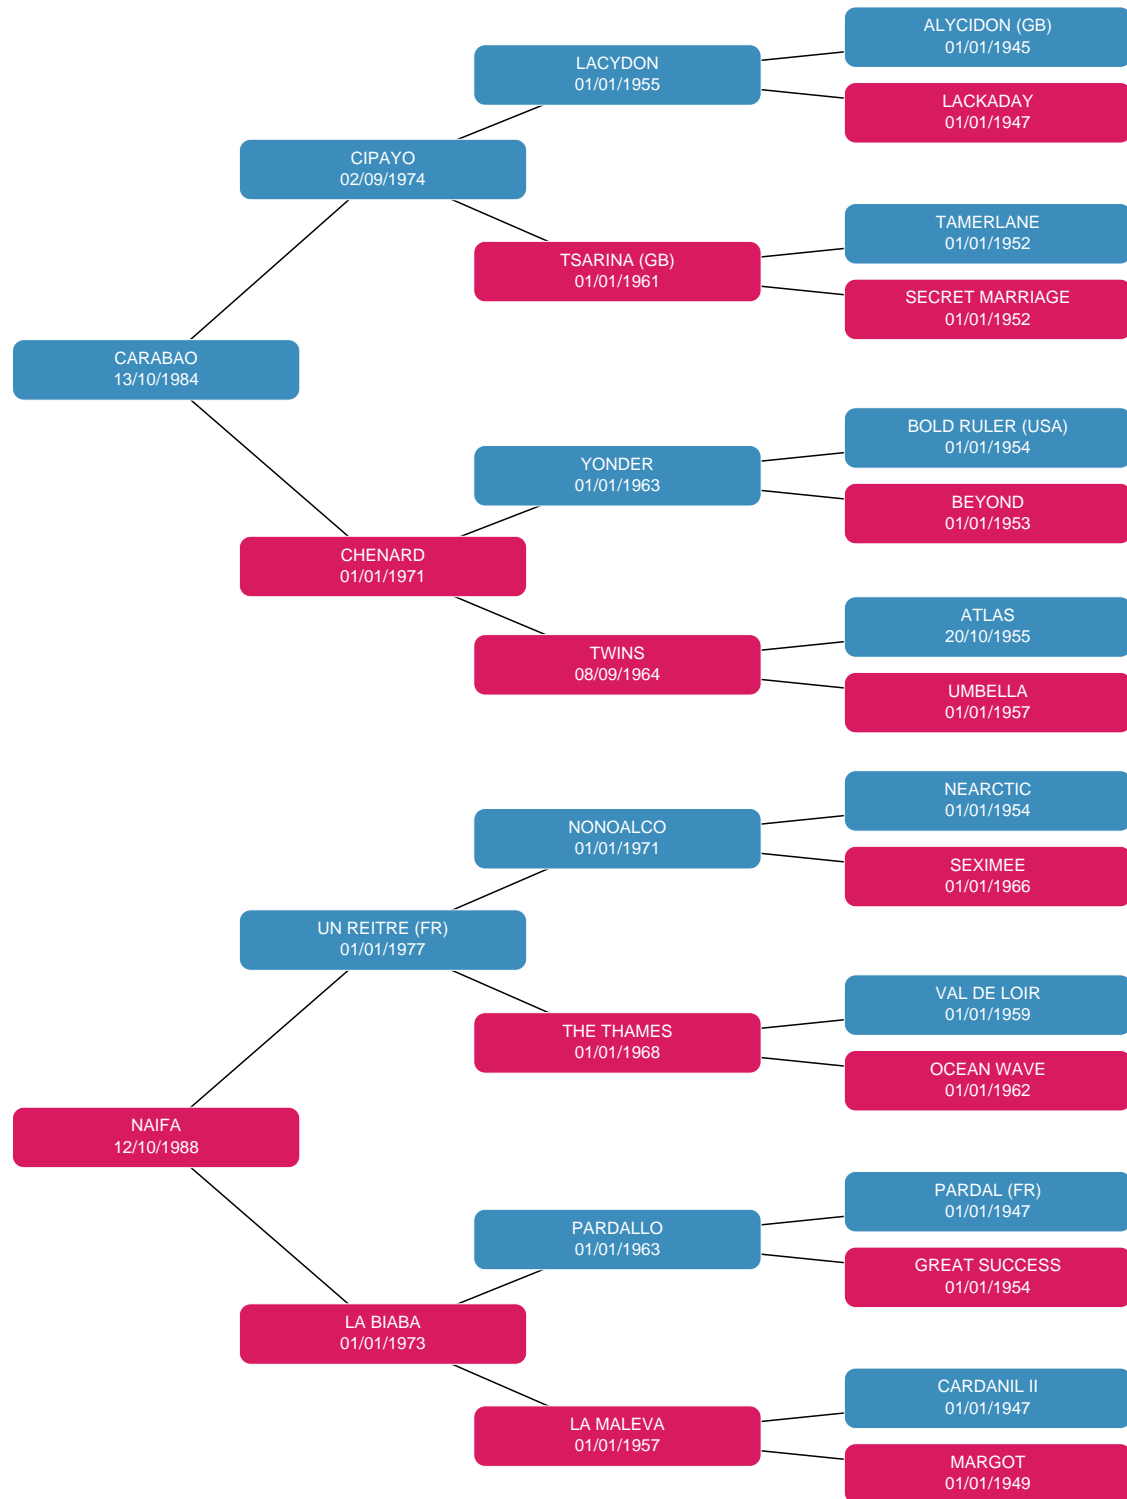 ALYCIDON (GB)
01/01/1945
LACYDON
01/01/1955
LACKADAY
01/01/1947
CIPAYO
02/09/1974
TAMERLANE
01/01/1952
TSARINA (GB)
01/01/1961
SECRET MARRIAGE
01/01/1952
CARABAO
13/10/1984
BOLD RULER (USA)
01/01/1954
YONDER
01/01/1963
BEYOND
01/01/1953
CHENARD
01/01/1971
ATLAS
20/10/1955
TWINS
08/09/1964
UMBELLA
01/01/1957
NEARCTIC
01/01/1954
NONOALCO
01/01/1971
SEXIMEE
01/01/1966
UN REITRE (FR)
01/01/1977
VAL DE LOIR
01/01/1959
THE THAMES
01/01/1968
OCEAN WAVE
01/01/1962
NAIFA
12/10/1988
PARDAL (FR)
01/01/1947
PARDALLO
01/01/1963
GREAT SUCCESS
01/01/1954
LA BIABA
01/01/1973
CARDANIL II
01/01/1947
LA MALEVA
01/01/1957
MARGOT
01/01/1949